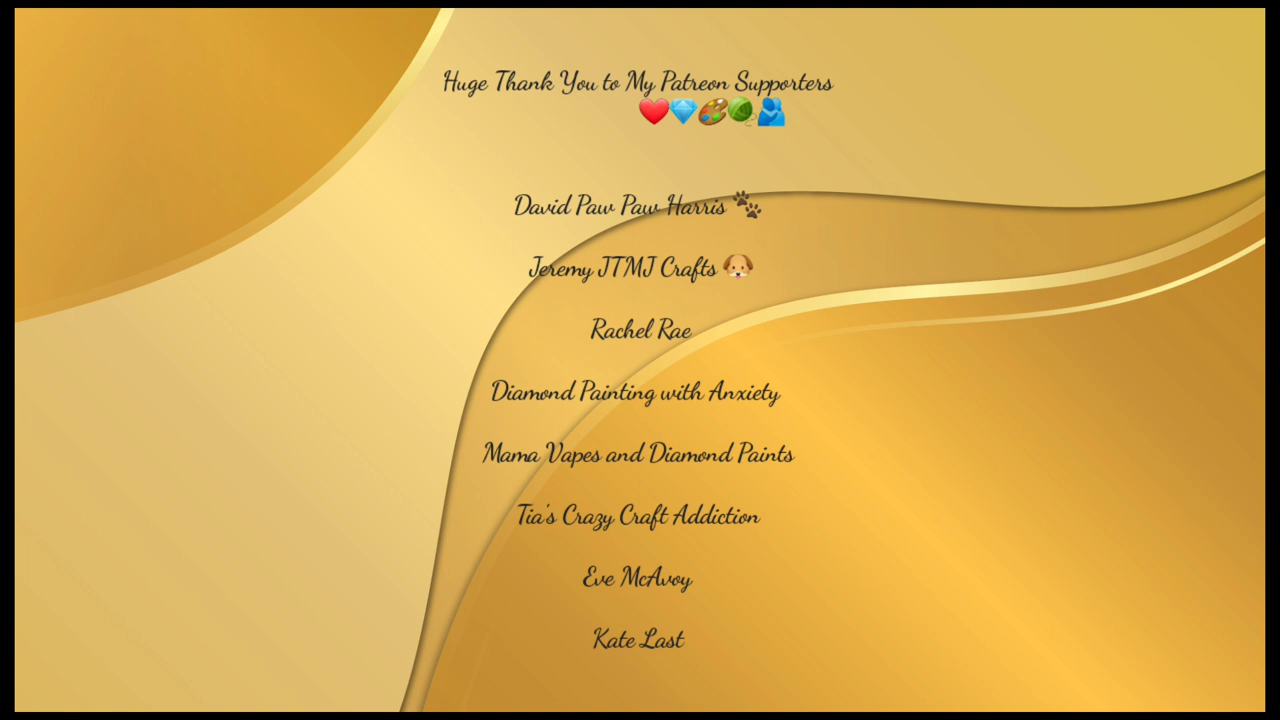 Huge Thank You to My Patreon Supporters
❤️💎🎨🧶🫂
David Paw Paw Harris 🐾
Jeremy JTMJ Crafts 🐶
Rachel Rae
Diamond Painting with Anxiety
Mama Vapes and Diamond Paints
Tia's Crazy Craft Addiction
Eve McAvoy
Kate Last